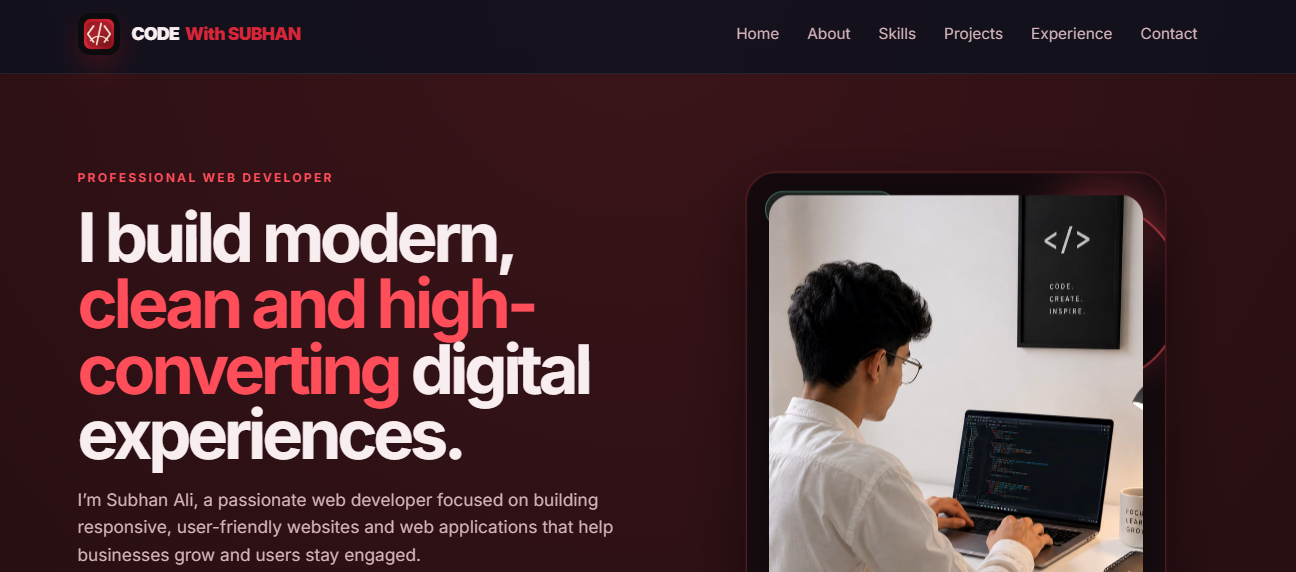 </> CODE With SUBHAN
Home About Skills Projects Experience Contact
PROFESSIONAL WEB DEVELOPER
I build modern,
clean and high-
converting digital
experiences.
I’m Subhan Ali, a passionate web developer focused on building
responsive, user-friendly websites and web applications that help
businesses grow and users stay engaged.
</>
CODE.
CREATE.
INSPIRE.